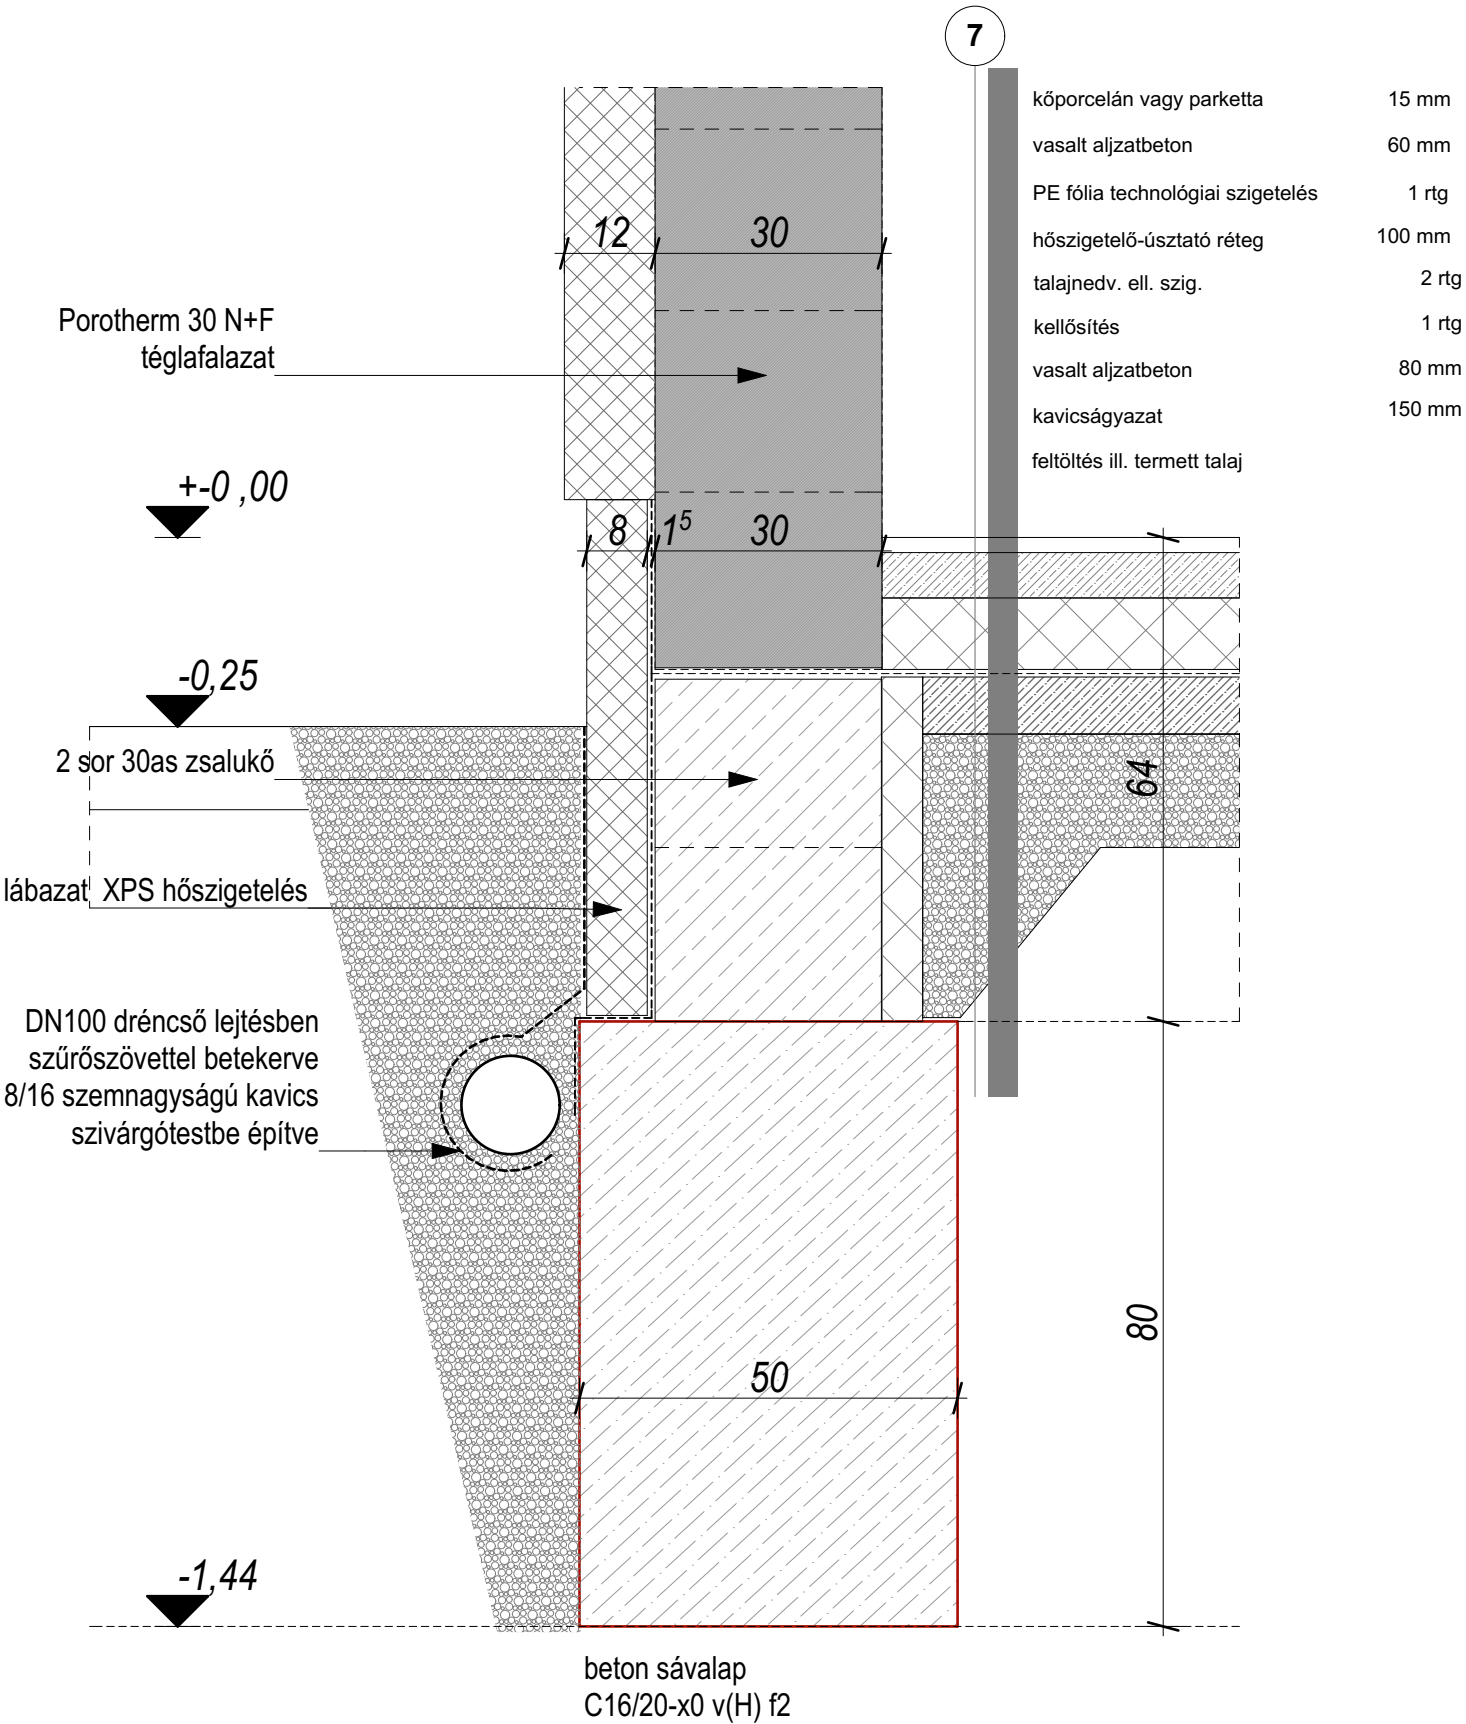 7
kőporcelán vagy parketta 15 mm
vasalt aljzatbeton 60 mm
PE fólia technológiai szigetelés 1 rtg
hőszigetelő-úsztató réteg 100 mm
talajnedv. ell. szig. 2 rtg
kellősítés 1 rtg
vasalt aljzatbeton 80 mm
kavicságyazat 150 mm
feltöltés ill. termett talaj
12 30
Porotherm 30 N+F
téglafalazat
+-0 ,00
8 1⁵ 30
-0,25
2 sor 30as zsalukő
64
lábazat XPS hőszigetelés
DN100 dréncső lejtésben
szűrőszövettel betekerve
8/16 szemnagyságú kavics
szivárgótestbe építve
80
50
-1,44
beton sávalap
C16/20-x0 v(H) f2